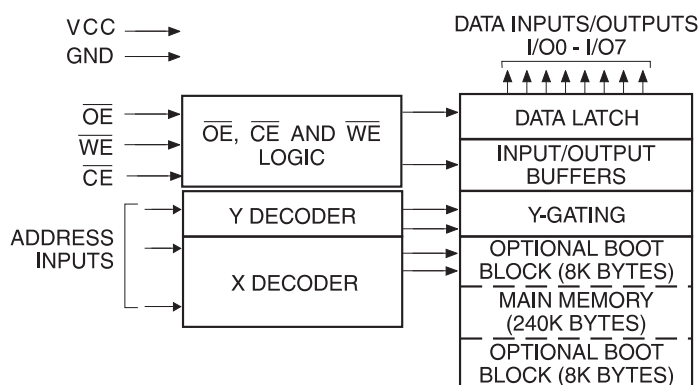 VCC
GND
DATA INPUTS/OUTPUTS
I/O0 - I/O7
OE
WE
CE
OE, CE AND WE
LOGIC
DATA LATCH
INPUT/OUTPUT
BUFFERS
ADDRESS
INPUTS
Y DECODER
Y-GATING
X DECODER
OPTIONAL BOOT
BLOCK (8K BYTES)
MAIN MEMORY
(240K BYTES)
OPTIONAL BOOT
BLOCK (8K BYTES)